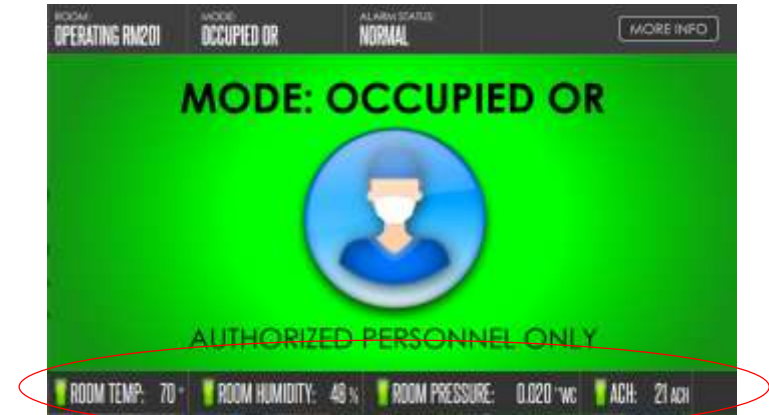 ROOM: MODE: ALARM STATUS:
OPERATING RM201 OCCUPIED OR NORMAL MORE INFO
MODE: OCCUPIED OR
AUTHORIZED PERSONNEL ONLY
ROOM TEMP: 70 ° ROOM HUMIDITY: 48 % ROOM PRESSURE: 0.020 "WC ACH: 21 ACH